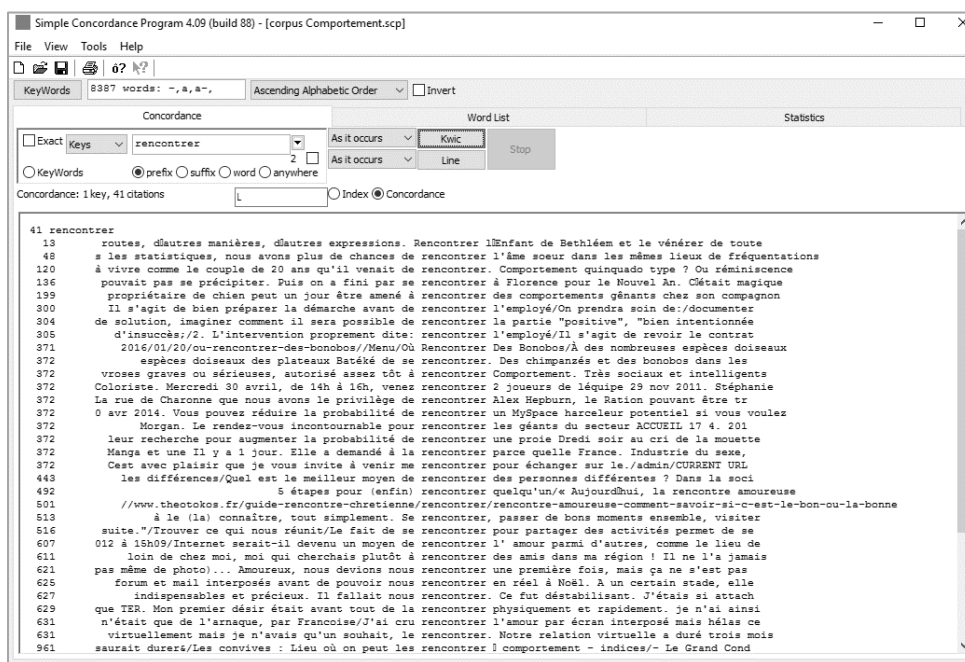 Simple Concordance Program 4.09 (build 88) - [corpus Comportement.scp]
File View Tools Help
KeyWords 8387 words: -,a,a-, Ascending Alphabetic Order Invert
Concordance Word List Statistics
Exact Keys rencontrer As it occurs Kwic Stop
2 As it occurs Line
KeyWords prefix suffix word anywhere
Concordance: 1 key, 41 citations L Index Concordance
41 rencontrer
13 routes, d▯autres manières, d▯autres expressions. Rencontrer l▯Enfant de Bethléem et le vénérer de toute
48 s les statistiques, nous avons plus de chances de rencontrer l'âme soeur dans les mêmes lieux de fréquentations
120 à vivre comme le couple de 20 ans qu'il venait de rencontrer. Comportement quinquado type ? Ou réminiscence
136 pouvait pas se précipiter. Puis on a fini par se rencontrer à Florence pour le Nouvel An. C▯était magique
199 propriétaire de chien peut un jour être amené à rencontrer des comportements gênants chez son compagnon
300 Il s'agit de bien préparer la démarche avant de rencontrer l'employé/On prendra soin de:/documenter
304 de solution, imaginer comment il sera possible de rencontrer la partie "positive", "bien intentionnée
305 d'insuccès;/2. L'intervention proprement dite: rencontrer l'employé/Il s'agit de revoir le contrat
371 2016/01/20/ou-rencontrer-des-bonobos//Menu/Où Rencontrer Des Bonobos/À des nombreuses espèces doiseaux
372 espèces doiseaux des plateaux Batéké de se rencontrer. Des chimpanzés et des bonobos dans les
372 vroses graves ou sérieuses, autorisé assez tôt à rencontrer Comportement. Très sociaux et intelligents
372 Coloriste. Mercredi 30 avril, de 14h à 16h, venez rencontrer 2 joueurs de léquipe 29 nov 2011. Stéphanie
372 La rue de Charonne que nous avons le privilège de rencontrer Alex Hepburn, le Ration pouvant être tr
372 0 avr 2014. Vous pouvez réduire la probabilité de rencontrer un MySpace harceleur potentiel si vous voulez
372 Morgan. Le rendez-vous incontournable pour rencontrer les géants du secteur ACCUEIL 17 4. 201
372 leur recherche pour augmenter la probabilité de rencontrer une proie Dredi soir au cri de la mouette
372 Manga et une Il y a 1 jour. Elle a demandé à la rencontrer parce quelle France. Industrie du sexe,
372 Cest avec plaisir que je vous invite à venir me rencontrer pour échanger sur le./admin/CURRENT URL
443 les différences/Quel est le meilleur moyen de rencontrer des personnes différentes ? Dans la soci
492 5 étapes pour (enfin) rencontrer quelqu'un/« Aujourd▯hui, la rencontre amoureuse
501 //www.theotokos.fr/guide-rencontre-chretienne/rencontrer/rencontre-amoureuse-comment-savoir-si-c-est-le-bon-ou-la-bonne
513 à le (la) connaître, tout simplement. Se rencontrer, passer de bons moments ensemble, visiter
516 suite."/Trouver ce qui nous réunit/Le fait de se rencontrer pour partager des activités permet de se
607 012 à 15h09/Internet serait-il devenu un moyen de rencontrer l' amour parmi d'autres, comme le lieu de
611 loin de chez moi, moi qui cherchais plutôt à rencontrer des amis dans ma région ! Il ne l'a jamais
621 pas même de photo)... Amoureux, nous devions nous rencontrer une première fois, mais ça ne s'est pas
625 forum et mail interposés avant de pouvoir nous rencontrer en réel à Noël. A un certain stade, elle
627 indispensables et précieux. Il fallait nous rencontrer. Ce fut déstabilisant. J'étais si attach
629 que TER. Mon premier désir était avant tout de la rencontrer physiquement et rapidement. je n'ai ainsi
631 n'était que de l'arnaque, par Francoise/J'ai cru rencontrer l'amour par écran interposé mais hélas ce
631 virtuellement mais je n'avais qu'un souhait, le rencontrer. Notre relation virtuelle a duré trois mois
961 saurait durer&/Les convives : Lieu où on peut les rencontrer ▯ comportement - indices/- Le Grand Cond